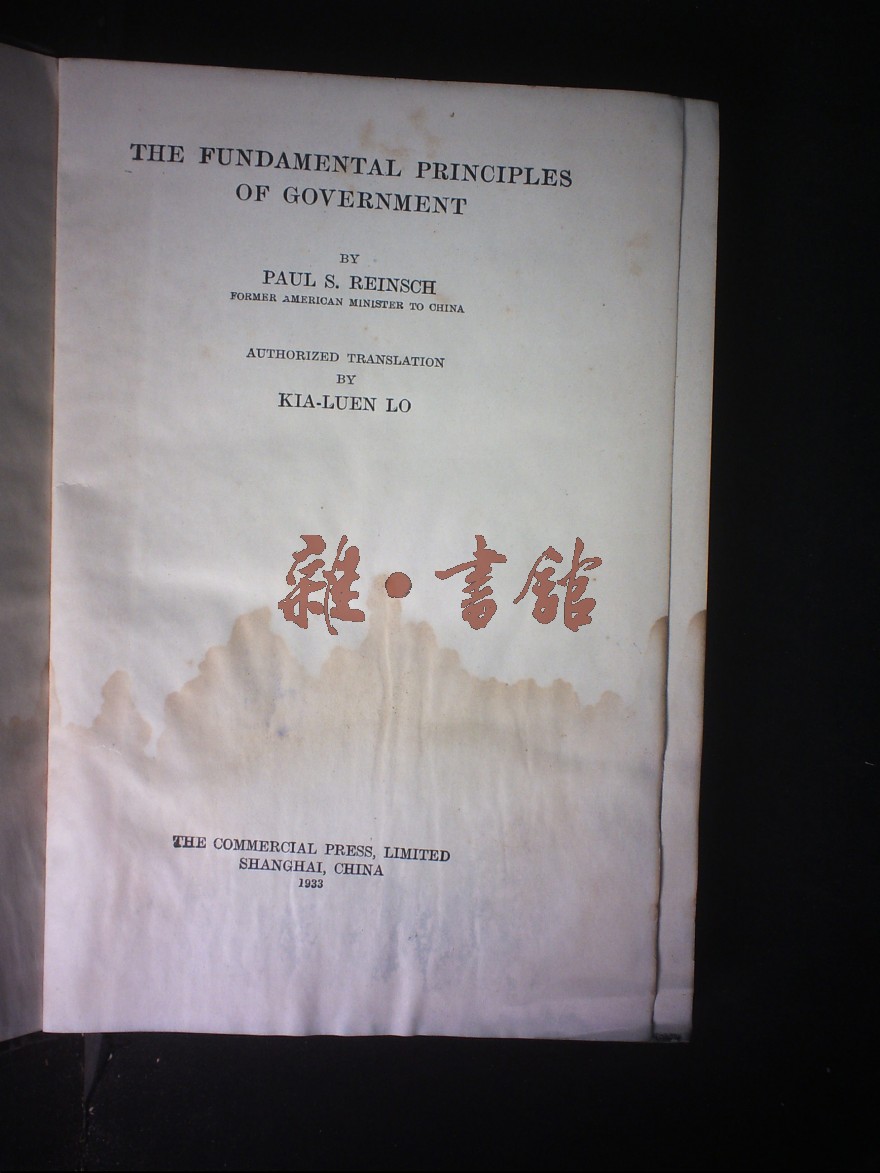 THE FUNDAMENTAL PRINCIPLES
OF GOVERNMENT
BY
PAUL S. REINSCH
FORMER AMERICAN MINISTER TO CHINA
AUTHORIZED TRANSLATION
BY
KIA-LUEN LO
雜·書館
THE COMMERCIAL PRESS, LIMITED
SHANGHAI, CHINA
1933